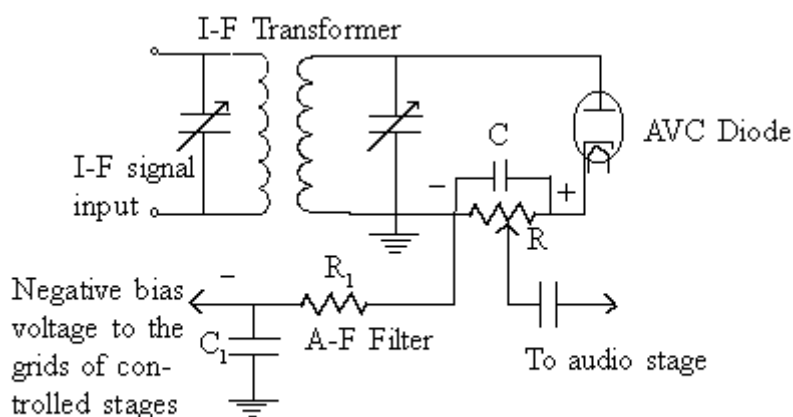 I-F Transformer
C
AVC Diode
I-F signal
input
−
+
R
−
R1
Negative bias
voltage to the
grids of con-
trolled stages
C1
A-F Filter
To audio stage